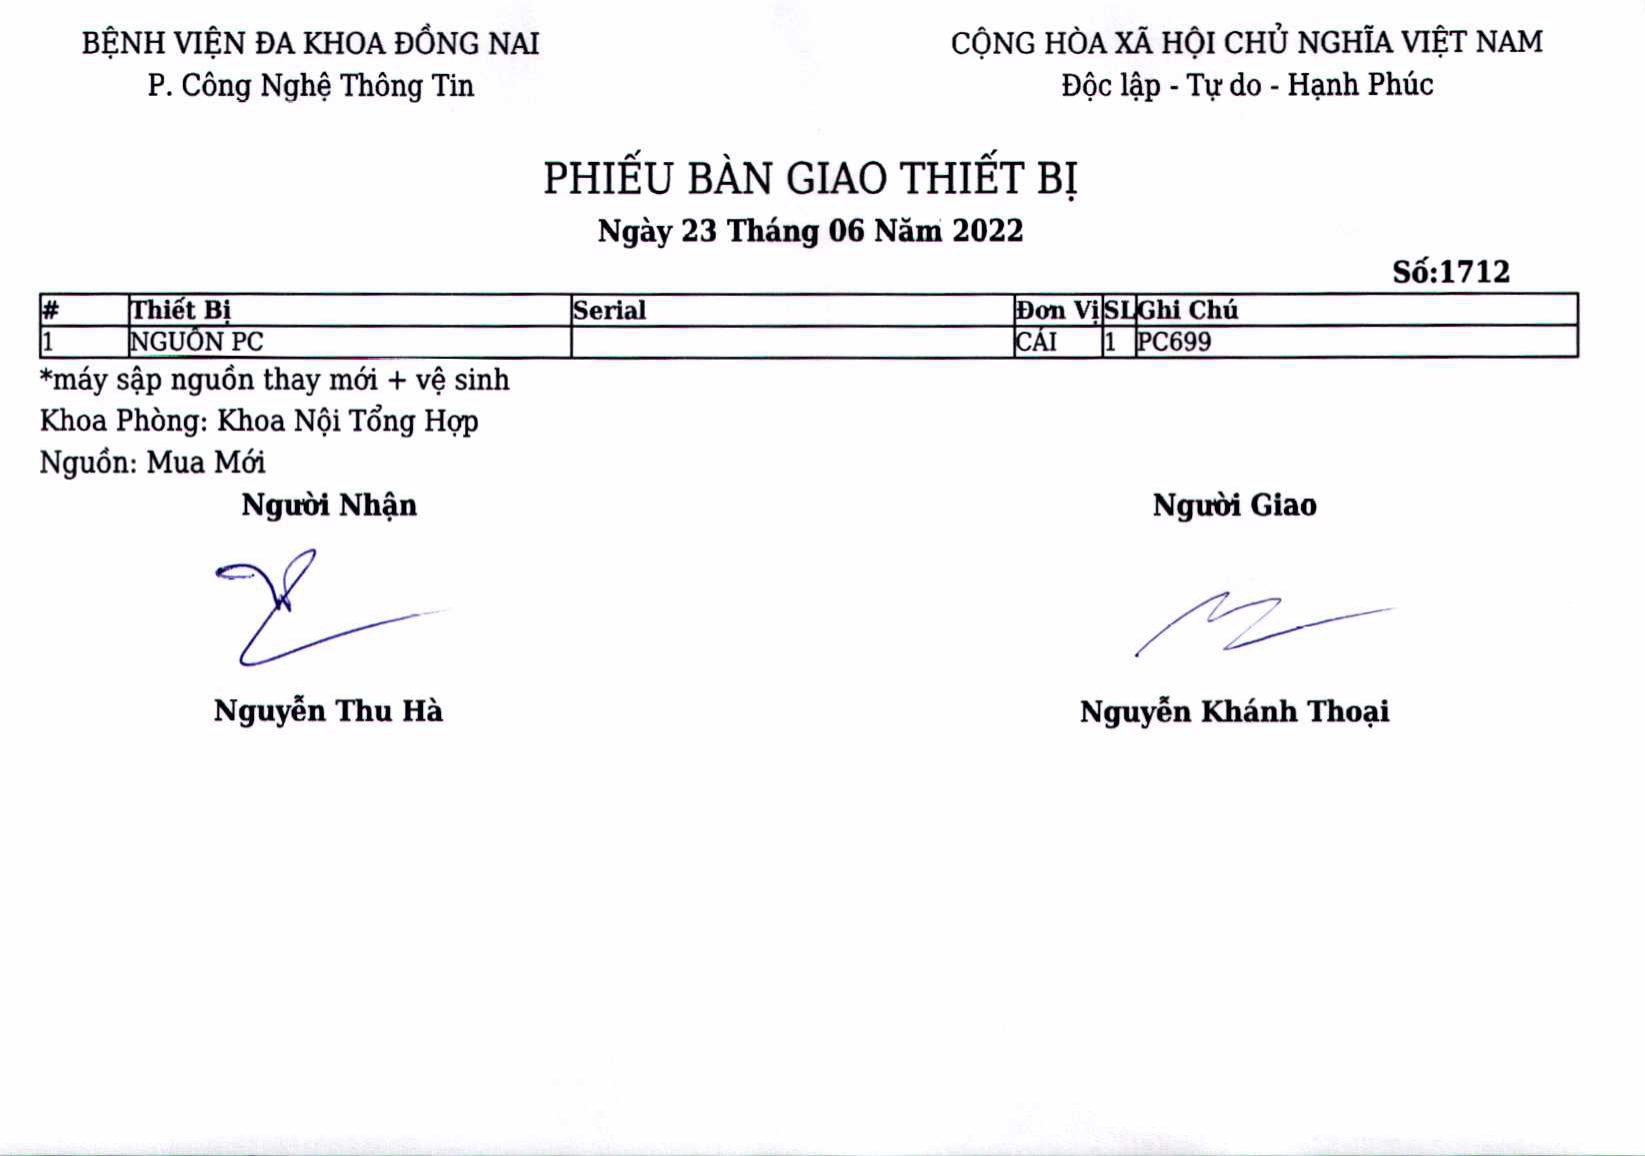 BỆNH VIỆN ĐA KHOA ĐỒNG NAI
P. Công Nghệ Thông Tin
CỘNG HÒA XÃ HỘI CHỦ NGHĨA VIỆT NAM
Độc lập - Tự do - Hạnh Phúc
PHIẾU BÀN GIAO THIẾT BỊ
Ngày 23 Tháng 06 Năm 2022
Số:1712
# Thiết Bị Serial Đơn Vị SL Ghi Chú
1 NGUỒN PC CÁI 1 PC699
*máy sập nguồn thay mới + vệ sinh
Khoa Phòng: Khoa Nội Tổng Hợp
Nguồn: Mua Mới
Người Nhận Người Giao
Nguyễn Thu Hà Nguyễn Khánh Thoại